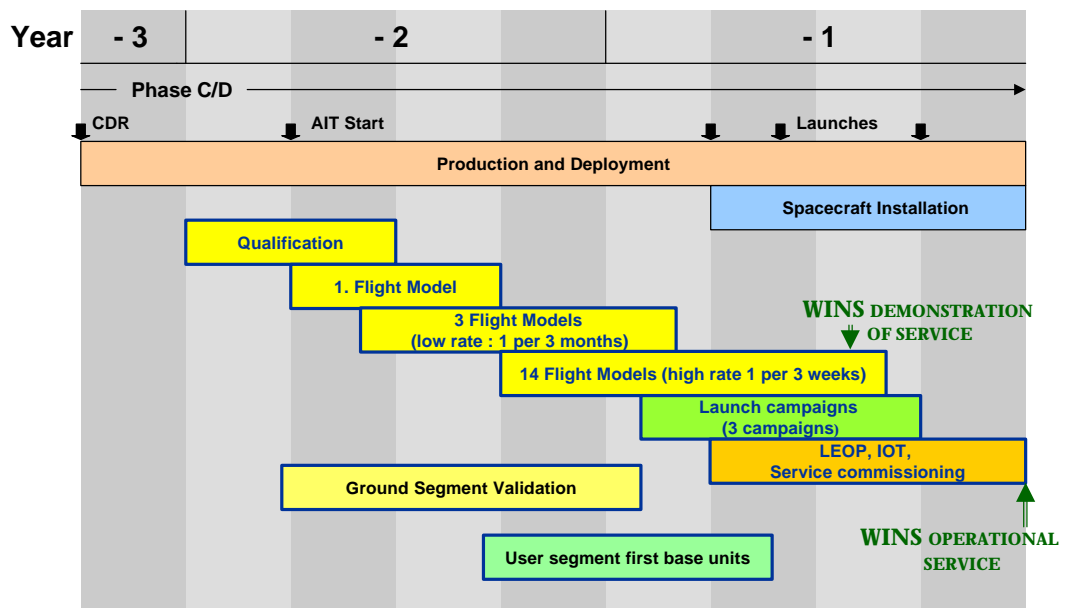 Year - 3 - 2 - 1
Phase C/D
CDR AIT Start Launches
Production and Deployment
Spacecraft Installation
Qualification
1. Flight Model
3 Flight Models
(low rate : 1 per 3 months)
WINS DEMONSTRATION
OF SERVICE
14 Flight Models (high rate 1 per 3 weeks)
Launch campaigns
(3 campaigns)
LEOP, IOT,
Service commissioning
Ground Segment Validation
WINS OPERATIONAL
SERVICE
User segment first base units